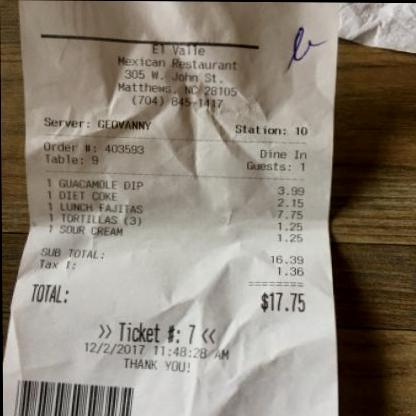 El Valle
Mexican Restaurant
305 W. John St.
Matthews, NC 28105
(704) 845-1417
Server: GEOVANNY Station: 10
Order #: 403593 Dine In
Table: 9 Guests: 1
1 GUACAMOLE DIP 3.99
1 DIET COKE 2.15
1 LUNCH FAJITAS 7.75
1 TORTILLAS (3) 1.25
1 SOUR CREAM 1.25
SUB TOTAL: 16.39
Tax 1: 1.36
========
TOTAL: $17.75
>> Ticket #: 7 <<
12/2/2017 11:48:28 AM
THANK YOU!